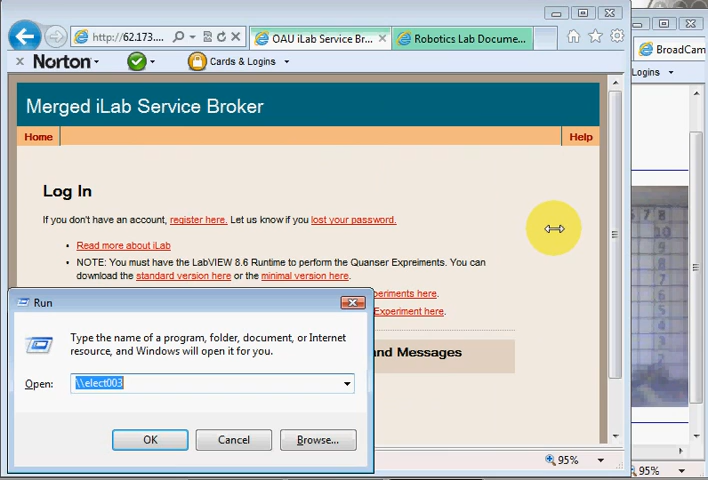 http://62.173....
OAU iLab Service Br...
Robotics Lab Docume...
BroadCam
Norton
Cards & Logins
Logins
Merged iLab Service Broker
Home
Help
Log In
If you don't have an account, register here. Let us know if you lost your password.
Read more about iLab
NOTE: You must have the LabVIEW 8.6 Runtime to perform the Quanser Expreiments. You can
download the standard version here or the minimal version here.
periments here.
Experiment here.
nd Messages
Run
Type the name of a program, folder, document, or Internet
resource, and Windows will open it for you.
Open:
\\elect003
OK
Cancel
Browse...
95%
95%
7 8
10
9
8